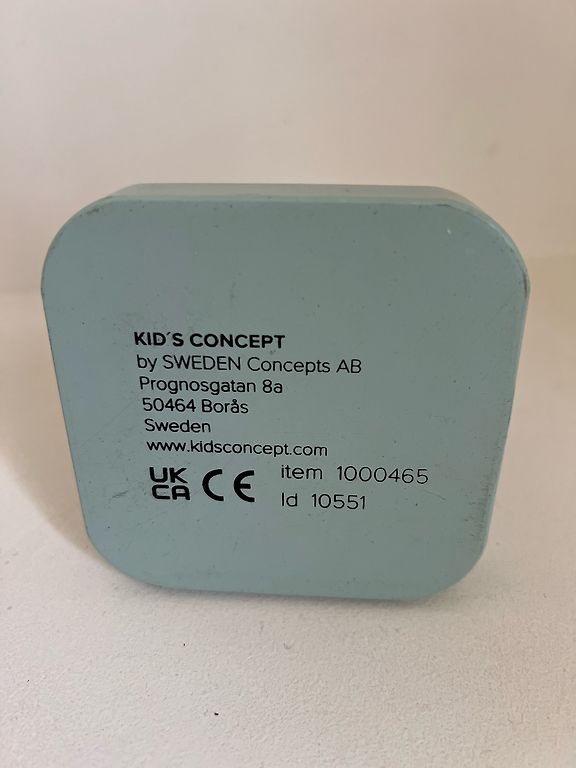 KID´S CONCEPT
by SWEDEN Concepts AB
Prognosgatan 8a
50464 Borås
Sweden
www.kidsconcept.com
UK
CA CE
item 1000465
Id 10551